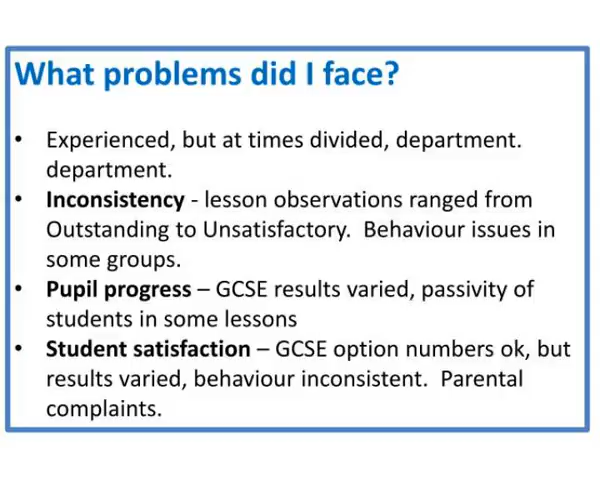 What problems did I face?
• Experienced, but at times divided, department.
department.
• Inconsistency - lesson observations ranged from
Outstanding to Unsatisfactory.  Behaviour issues in
some groups.
• Pupil progress – GCSE results varied, passivity of
students in some lessons
• Student satisfaction – GCSE option numbers ok, but
results varied, behaviour inconsistent.  Parental
complaints.